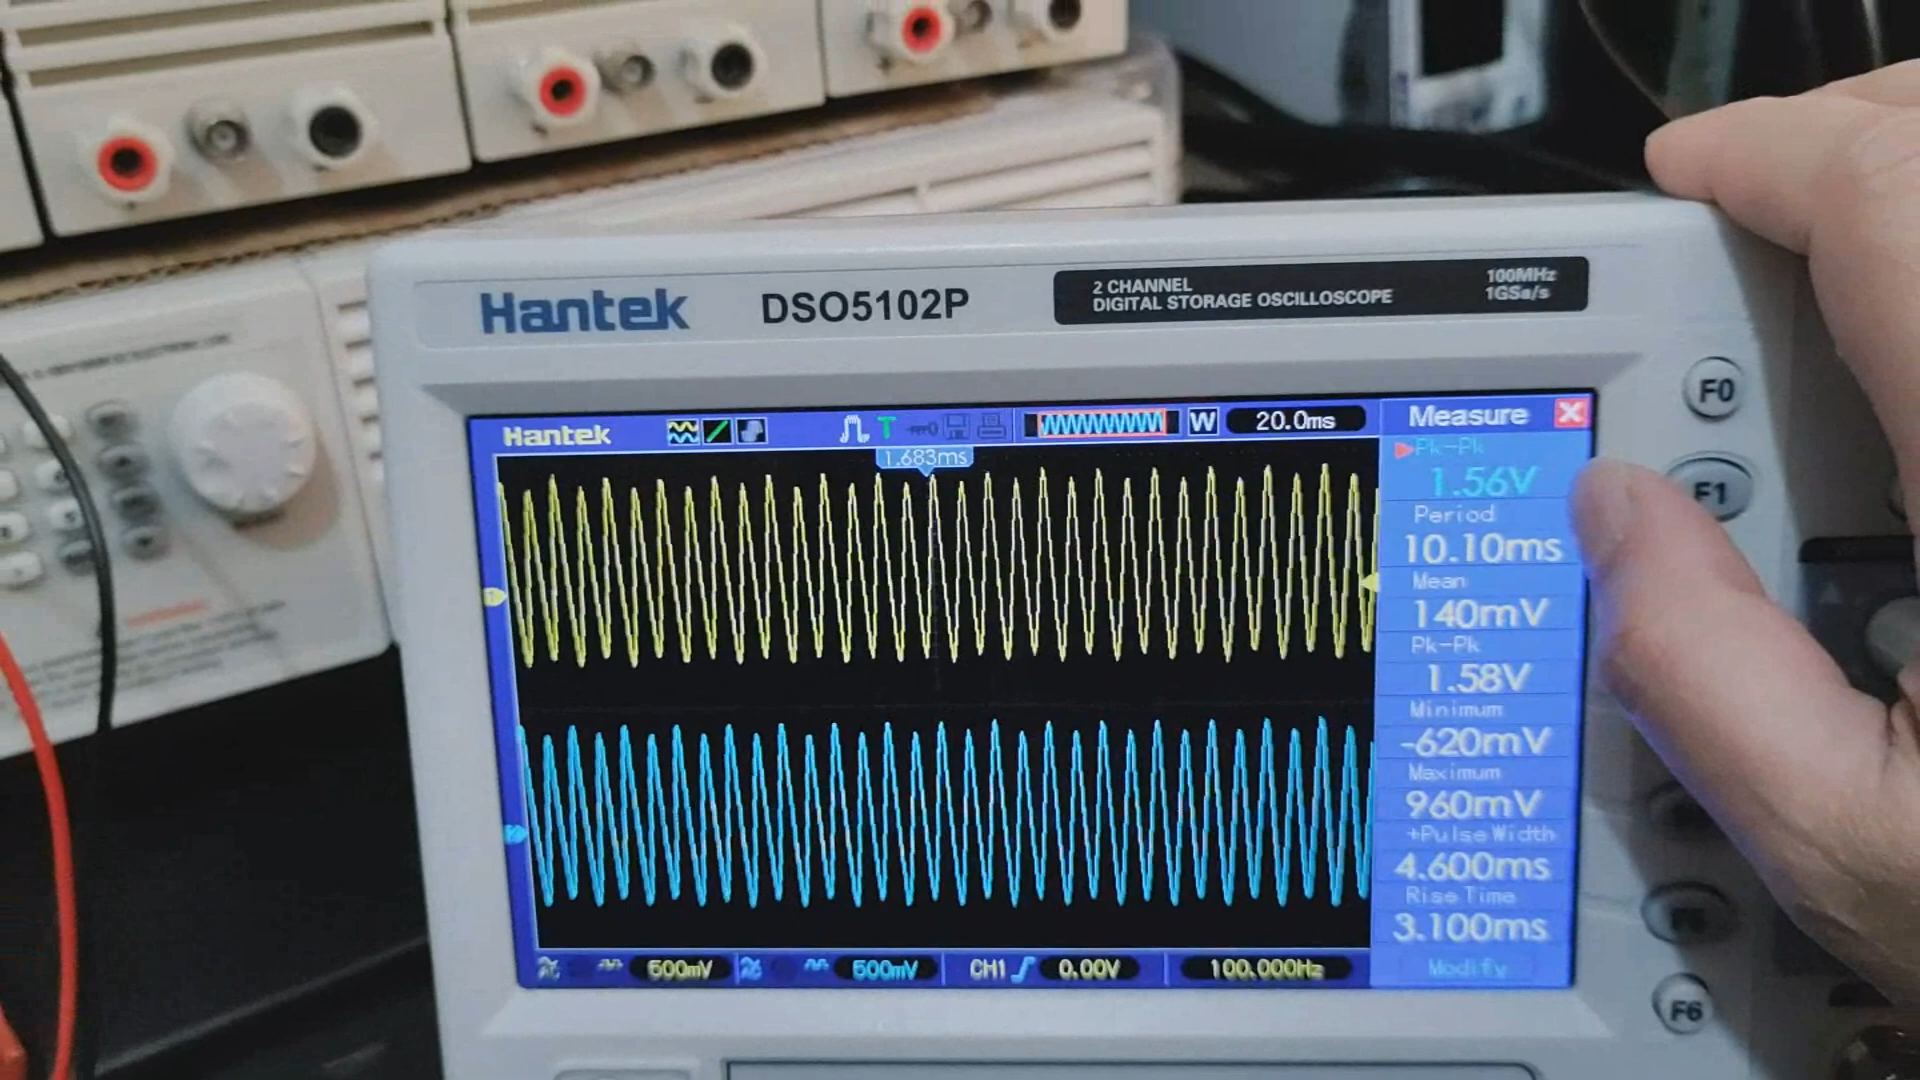 Hantek DSO5102P
2 CHANNEL
DIGITAL STORAGE OSCILLOSCOPE
100MHz
1GSa/s
Hantek
T
W
20.0ms
1.683ms
Measure
Pk-Pk
1.56V
Period
10.10ms
Mean
140mV
Pk-Pk
1.58V
Minimum
-620mV
Maximum
960mV
+Pulse Width
4.600ms
Rise Time
3.100ms
Modify
500mV
500mV
CH1
0.00V
100.000Hz
F0
F1
F6